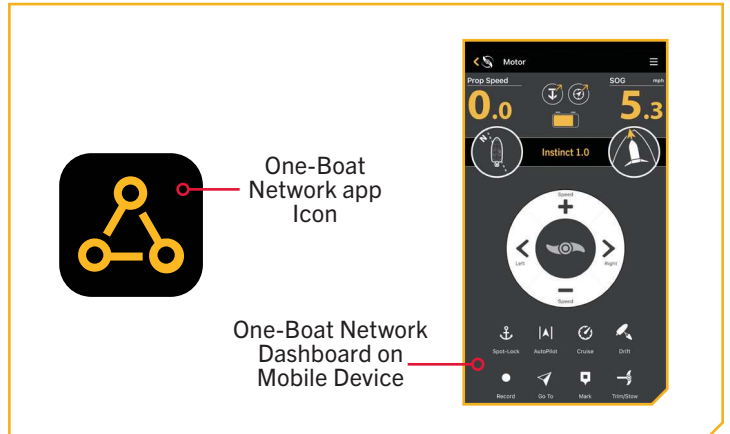 Motor
Prop Speed
SOG
mph
0.0
5.3
N
Instinct 1.0
One-Boat
Network app
Icon
Speed
Left
Right
Speed
One-Boat Network
Dashboard on
Mobile Device
Spot-Lock
AutoPilot
Cruise
Drift
Record
Go To
Mark
Trim/Stow